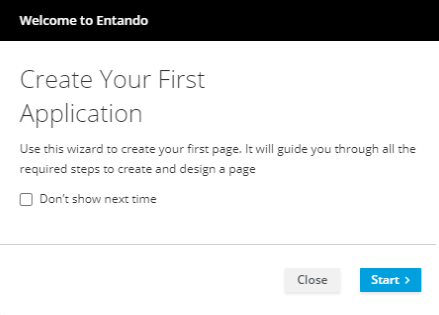 Welcome to Entando
Create Your First
Application
Use this wizard to create your first page. It will guide you through all the
required steps to create and design a page
Don't show next time
Close
Start >